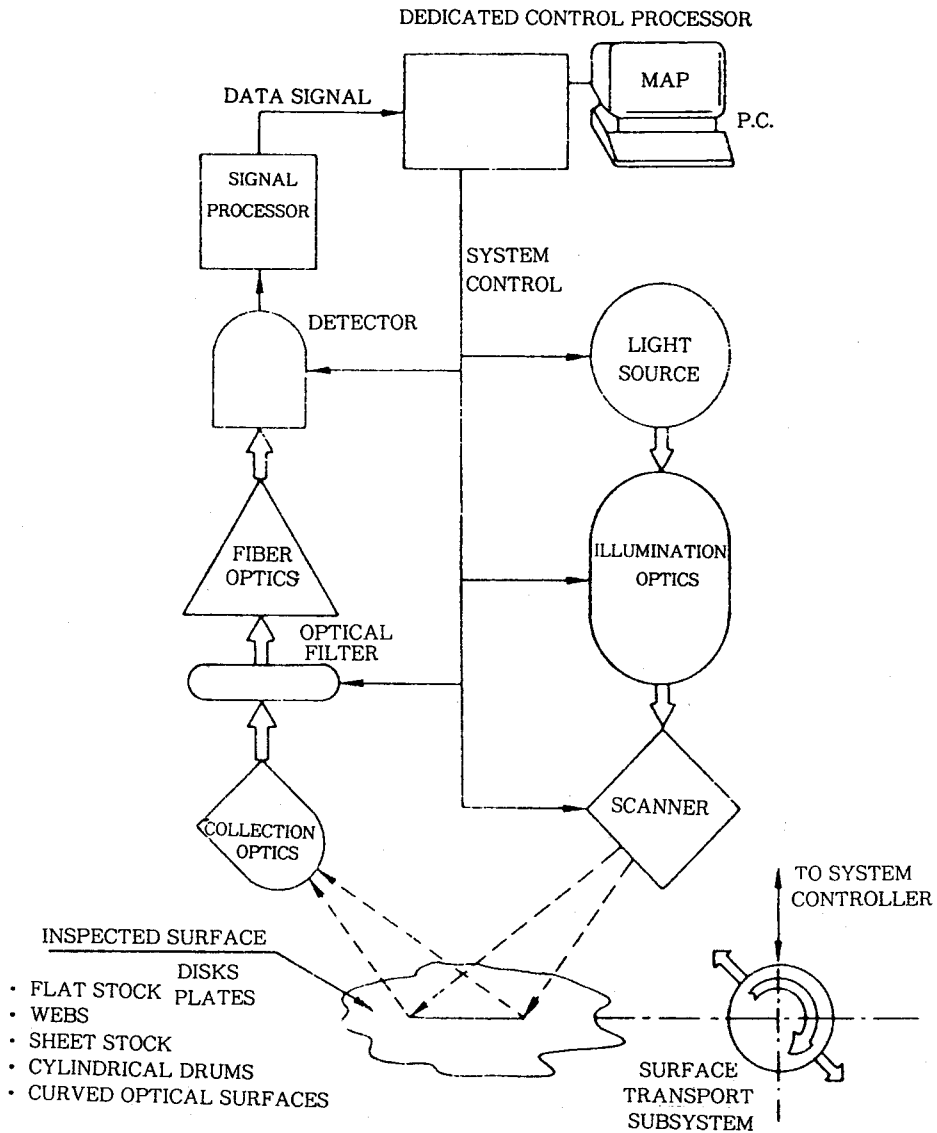 DEDICATED CONTROL PROCESSOR
MAP
P.C.
DATA SIGNAL
SIGNAL
PROCESSOR
SYSTEM
CONTROL
DETECTOR
LIGHT
SOURCE
FIBER
OPTICS
ILLUMINATION
OPTICS
OPTICAL
FILTER
SCANNER
COLLECTION
OPTICS
TO SYSTEM
CONTROLLER
INSPECTED SURFACE
DISKS
PLATES
• FLAT STOCK
• WEBS
• SHEET STOCK
• CYLINDRICAL DRUMS
• CURVED OPTICAL SURFACES
SURFACE
TRANSPORT
SUBSYSTEM